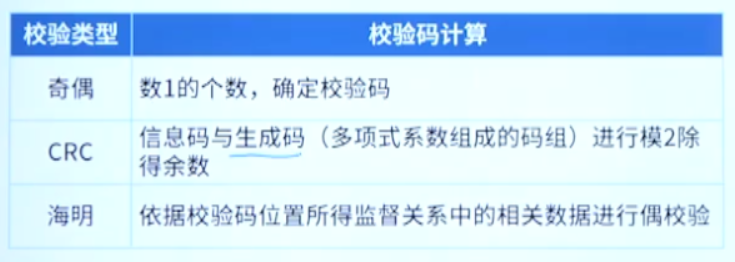 校验类型 校验码计算
奇偶 数1的个数，确定校验码
CRC 信息码与生成码（多项式系数组成的码组）进行模2除
得余数
海明 依据校验码位置所得监督关系中的相关数据进行偶校验